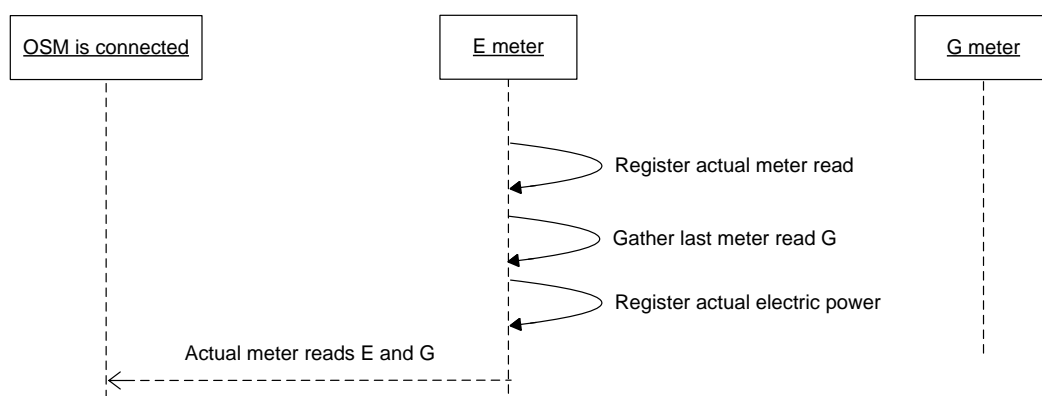 OSM is connected
E meter
G meter
Register actual meter read
Gather last meter read G
Register actual electric power
Actual meter reads E and G